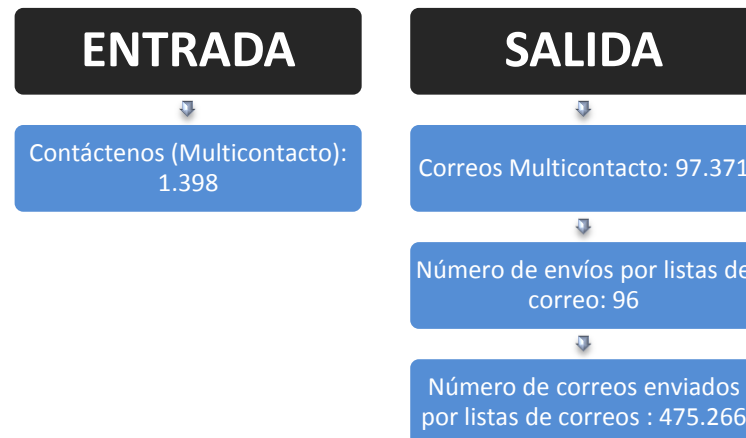 ENTRADA
Contáctenos (Multicontacto):
1.398
SALIDA
Correos Multicontacto: 97.371
Número de envíos por listas de
correo: 96
Número de correos enviados
por listas de correos : 475.266